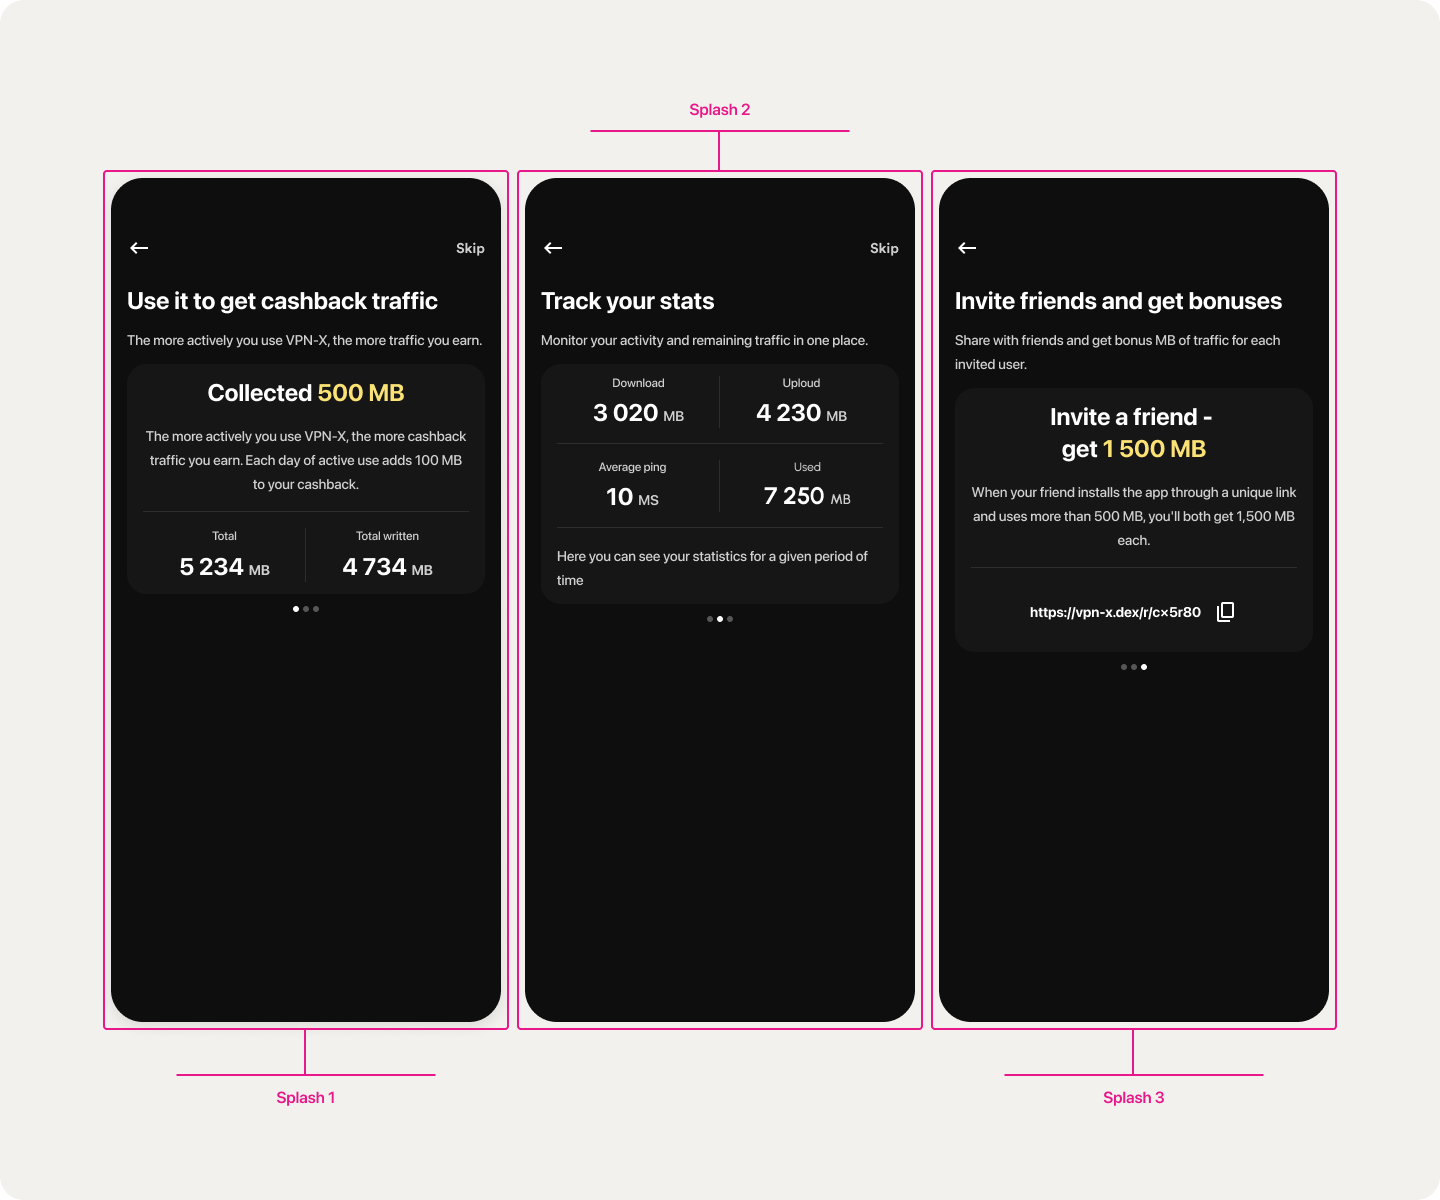 Splash 2
Skip
Use it to get cashback traffic
The more actively you use VPN-X, the more traffic you earn.
Collected 500 MB
The more actively you use VPN-X, the more cashback
traffic you earn. Each day of active use adds 100 MB
to your cashback.
Total
5 234 MB
Total written
4 734 MB
Skip
Track your stats
Monitor your activity and remaining traffic in one place.
Download
3 020 MB
Uploud
4 230 MB
Average ping
10 MS
Used
7 250 MB
Here you can see your statistics for a given period of
time
Invite friends and get bonuses
Share with friends and get bonus MB of traffic for each
invited user.
Invite a friend -
get 1 500 MB
When your friend installs the app through a unique link
and uses more than 500 MB, you'll both get 1,500 MB
each.
https://vpn-x.dex/r/c×5r80
Splash 1
Splash 3